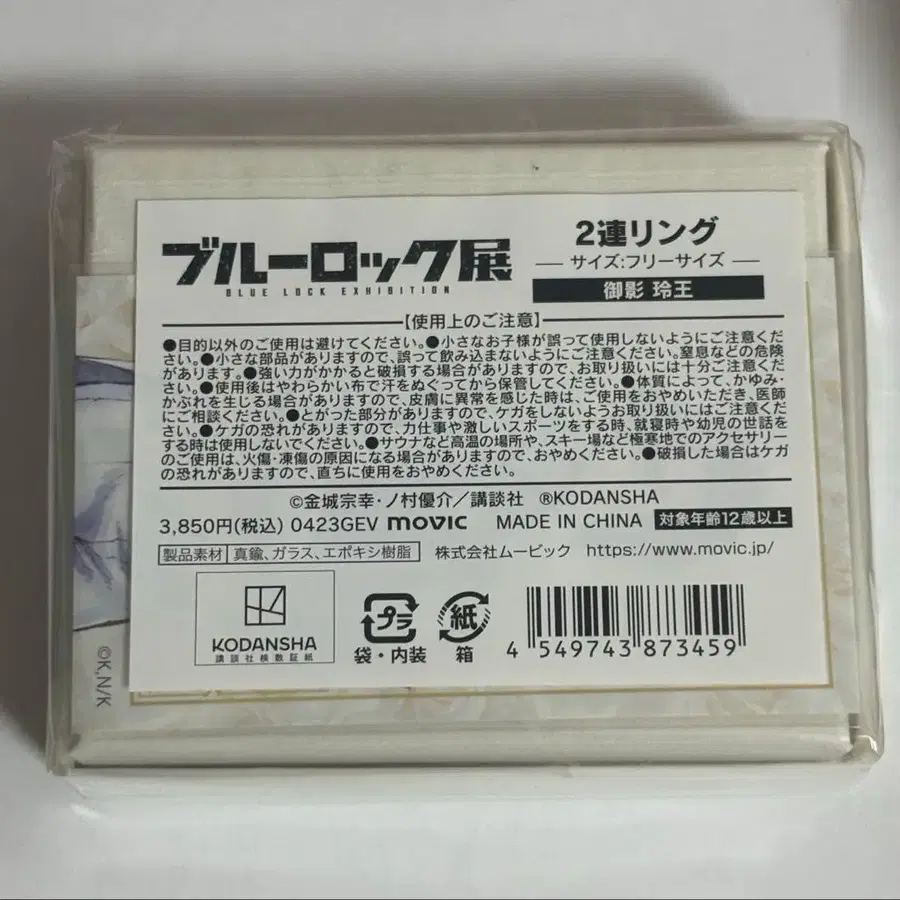 ブルーロック展
BLUE LOCK EXHIBITION
2連リング
サイズ:フリーサイズ
御影 玲王
【使用上のご注意】
●目的以外のご使用は避けてください。●小さなお子様が誤って使用しないようにご注意くだ
さい。●小さな部品がありますので、誤って飲み込まないようにご注意ください。窒息などの危険
があります。●強い力がかかると破損する場合がありますので、お取り扱いには十分ご注意くださ
い。●使用後はやわらかい布で汗をぬぐってから保管してください。●体質によって、かゆみ・
かぶれを生じる場合がありますので、皮膚に異常を感じた時は、ご使用をおやめいただき、医師
にご相談ください。●とがった部分がありますので、ケガをしないようお取り扱いにはご注意くださ
い。●ケガの恐れがありますので、力仕事や激しいスポーツをする時、就寝時や幼児の世話を
する時は使用しないでください。●サウナなど高温の場所や、スキー場など極寒地でのアクセサリー
のご使用は、火傷・凍傷の原因になる場合がありますので、おやめください。●破損した場合はケガ
の恐れがありますので、直ちに使用をおやめください。
©金城宗幸・ノ村優介／講談社 ®KODANSHA
3,850円(税込) 0423GEV movic MADE IN CHINA 対象年齢12歳以上
製品素材 真鍮、ガラス、エポキシ樹脂 株式会社ムービック https://www.movic.jp/
KODANSHA
講談社検数証紙
プラ
袋・内装
紙
箱
4 549743 873459
©K,N/K